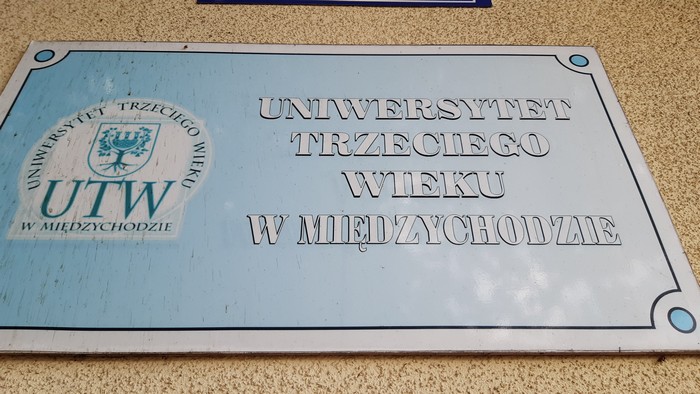 UNIWERSYTET TRZECIEGO WIEKU
UTW
W MIĘDZYCHODZIE
UNIWERSYTET
TRZECIEGO
WIEKU
W MIĘDZYCHODZIE